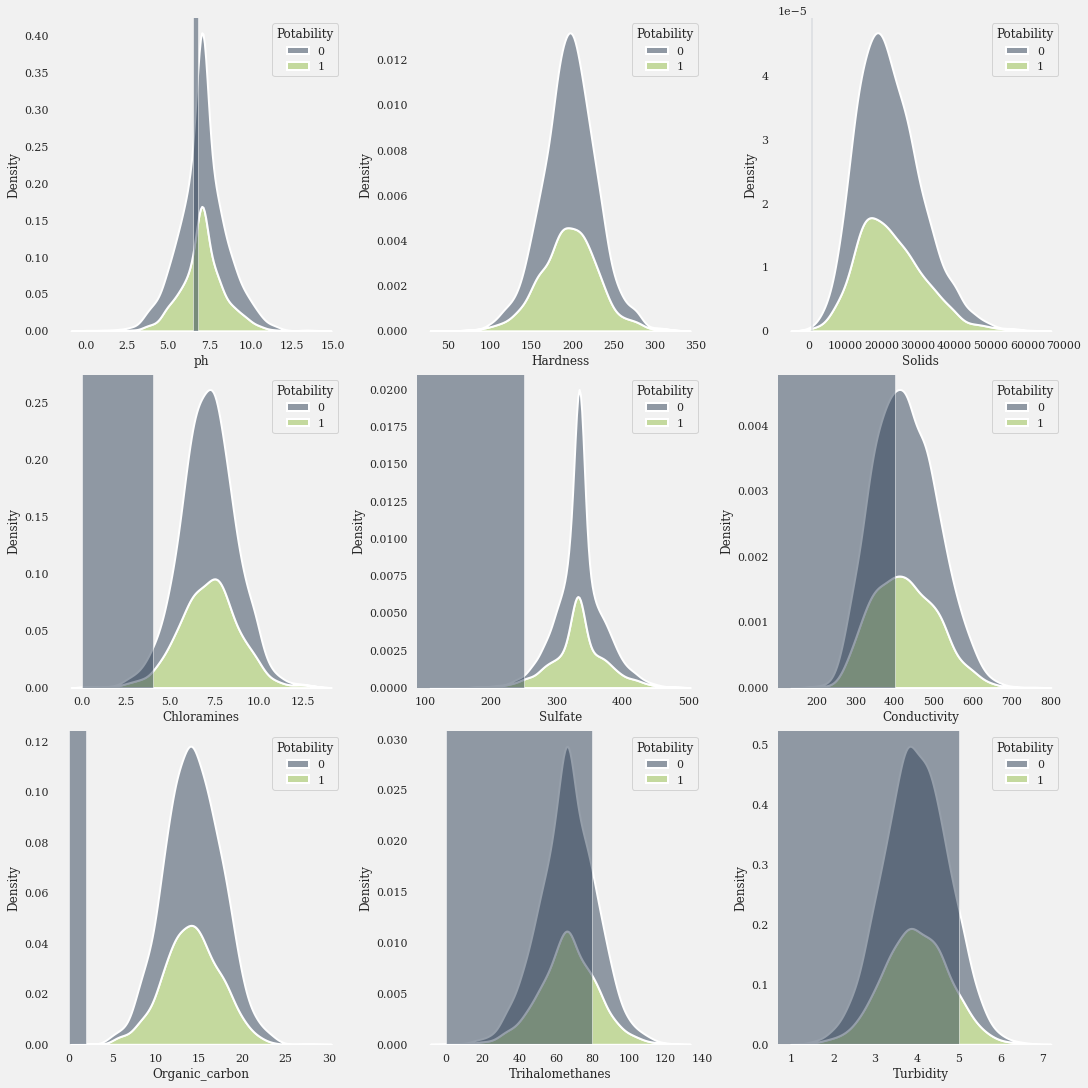 Potability
0
1
Density
0.40
0.35
0.30
0.25
0.20
0.15
0.10
0.05
0.00
0.0 2.5 5.0 7.5 10.0 12.5 15.0
ph
Potability
0
1
Density
0.012
0.010
0.008
0.006
0.004
0.002
0.000
50 100 150 200 250 300 350
Hardness
1e−5
Potability
0
1
Density
4
3
2
1
0
0 10000 20000 30000 40000 50000 60000 70000
Solids
Potability
0
1
Density
0.25
0.20
0.15
0.10
0.05
0.00
0.0 2.5 5.0 7.5 10.0 12.5
Chloramines
Potability
0
1
Density
0.0200
0.0175
0.0150
0.0125
0.0100
0.0075
0.0050
0.0025
0.0000
100 200 300 400 500
Sulfate
Potability
0
1
Density
0.004
0.003
0.002
0.001
0.000
200 300 400 500 600 700 800
Conductivity
Potability
0
1
Density
0.12
0.10
0.08
0.06
0.04
0.02
0.00
0 5 10 15 20 25 30
Organic_carbon
Potability
0
1
Density
0.030
0.025
0.020
0.015
0.010
0.005
0.000
0 20 40 60 80 100 120 140
Trihalomethanes
Potability
0
1
Density
0.5
0.4
0.3
0.2
0.1
0.0
1 2 3 4 5 6 7
Turbidity